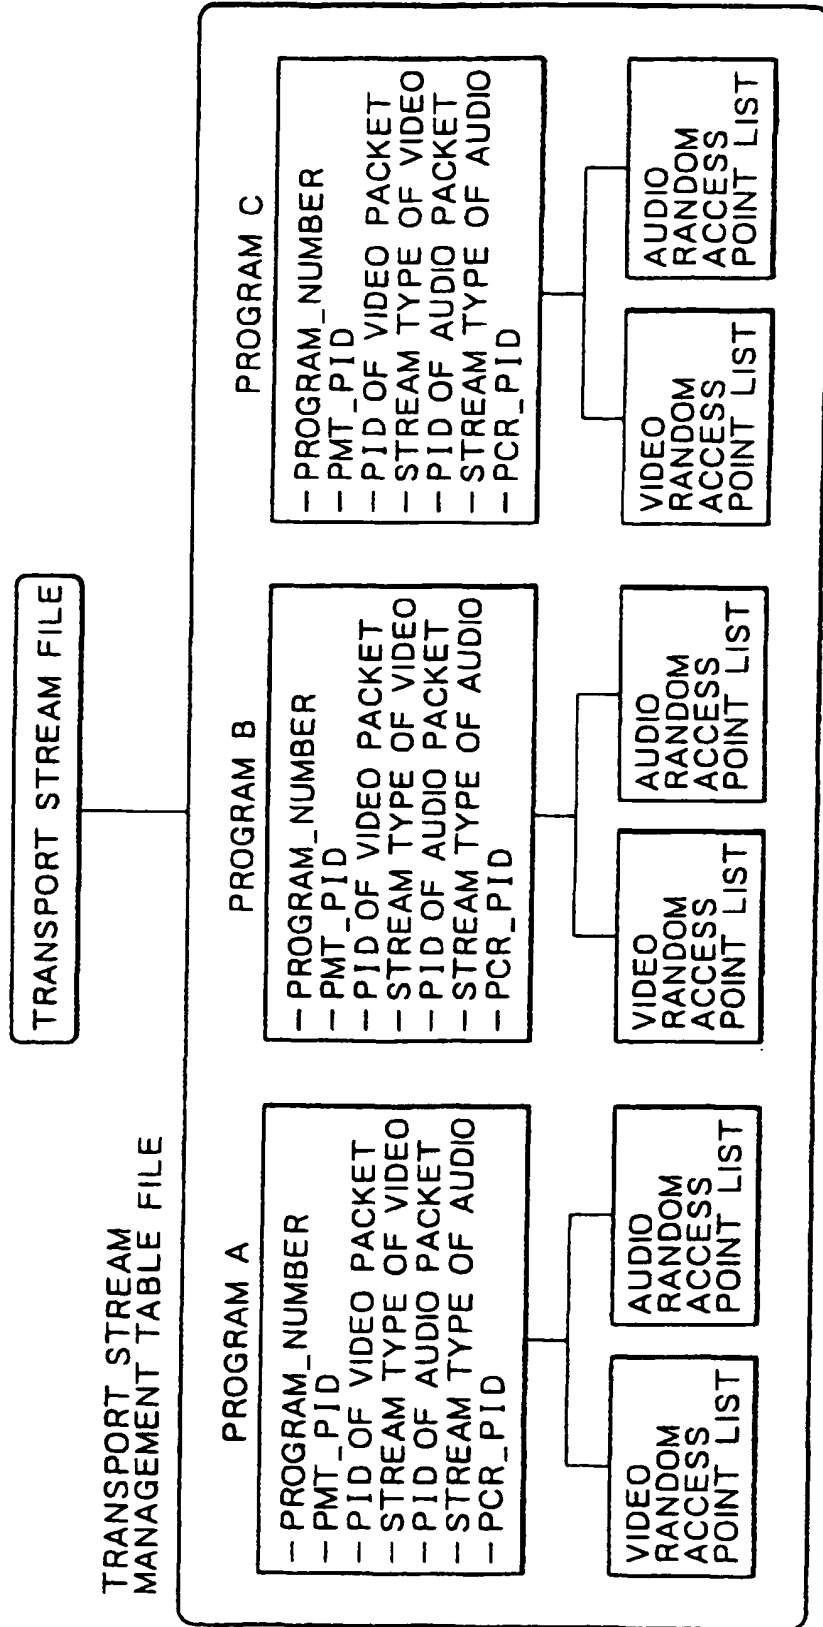 TRANSPORT STREAM FILE
TRANSPORT STREAM
MANAGEMENT TABLE FILE
PROGRAM A
– PROGRAM_NUMBER
– PMT_PID
– PID OF VIDEO PACKET
– STREAM TYPE OF VIDEO
– PID OF AUDIO PACKET
– STREAM TYPE OF AUDIO
– PCR_PID
VIDEO
RANDOM
ACCESS
POINT LIST
AUDIO
RANDOM
ACCESS
POINT LIST
PROGRAM B
– PROGRAM_NUMBER
– PMT_PID
– PID OF VIDEO PACKET
– STREAM TYPE OF VIDEO
– PID OF AUDIO PACKET
– STREAM TYPE OF AUDIO
– PCR_PID
VIDEO
RANDOM
ACCESS
POINT LIST
AUDIO
RANDOM
ACCESS
POINT LIST
PROGRAM C
– PROGRAM_NUMBER
– PMT_PID
– PID OF VIDEO PACKET
– STREAM TYPE OF VIDEO
– PID OF AUDIO PACKET
– STREAM TYPE OF AUDIO
– PCR_PID
VIDEO
RANDOM
ACCESS
POINT LIST
AUDIO
RANDOM
ACCESS
POINT LIST